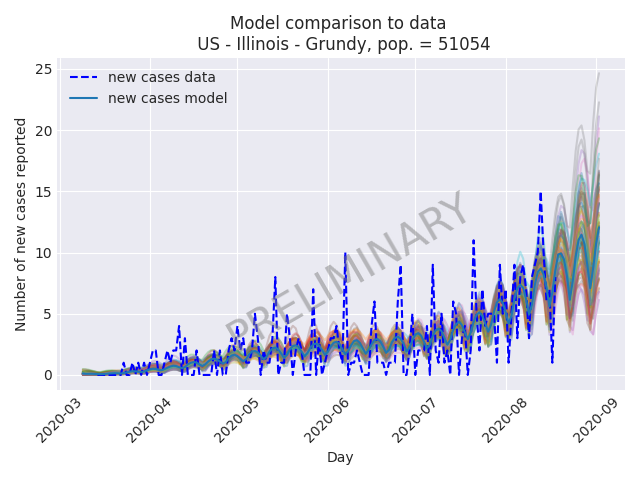 Model comparison to data
US - Illinois - Grundy, pop. = 51054
25
20
15
10
5
0
Number of new cases reported
new cases data
new cases model
PRELIMINARY
2020-03
2020-04
2020-05
2020-06
2020-07
2020-08
2020-09
Day